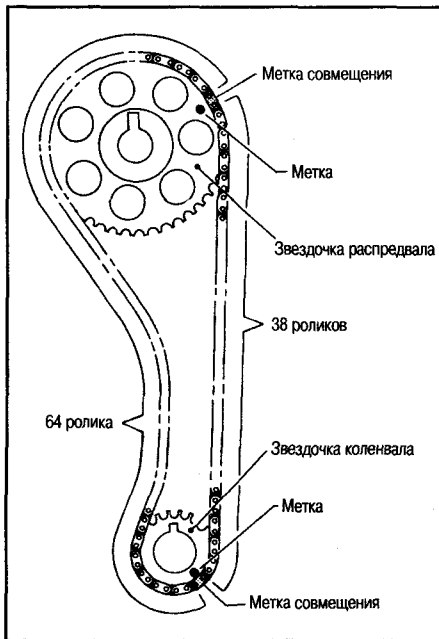 Метка совмещения
Метка
Звездочка распредвала
38 роликов
64 ролика
Звездочка коленвала
Метка
Метка совмещения